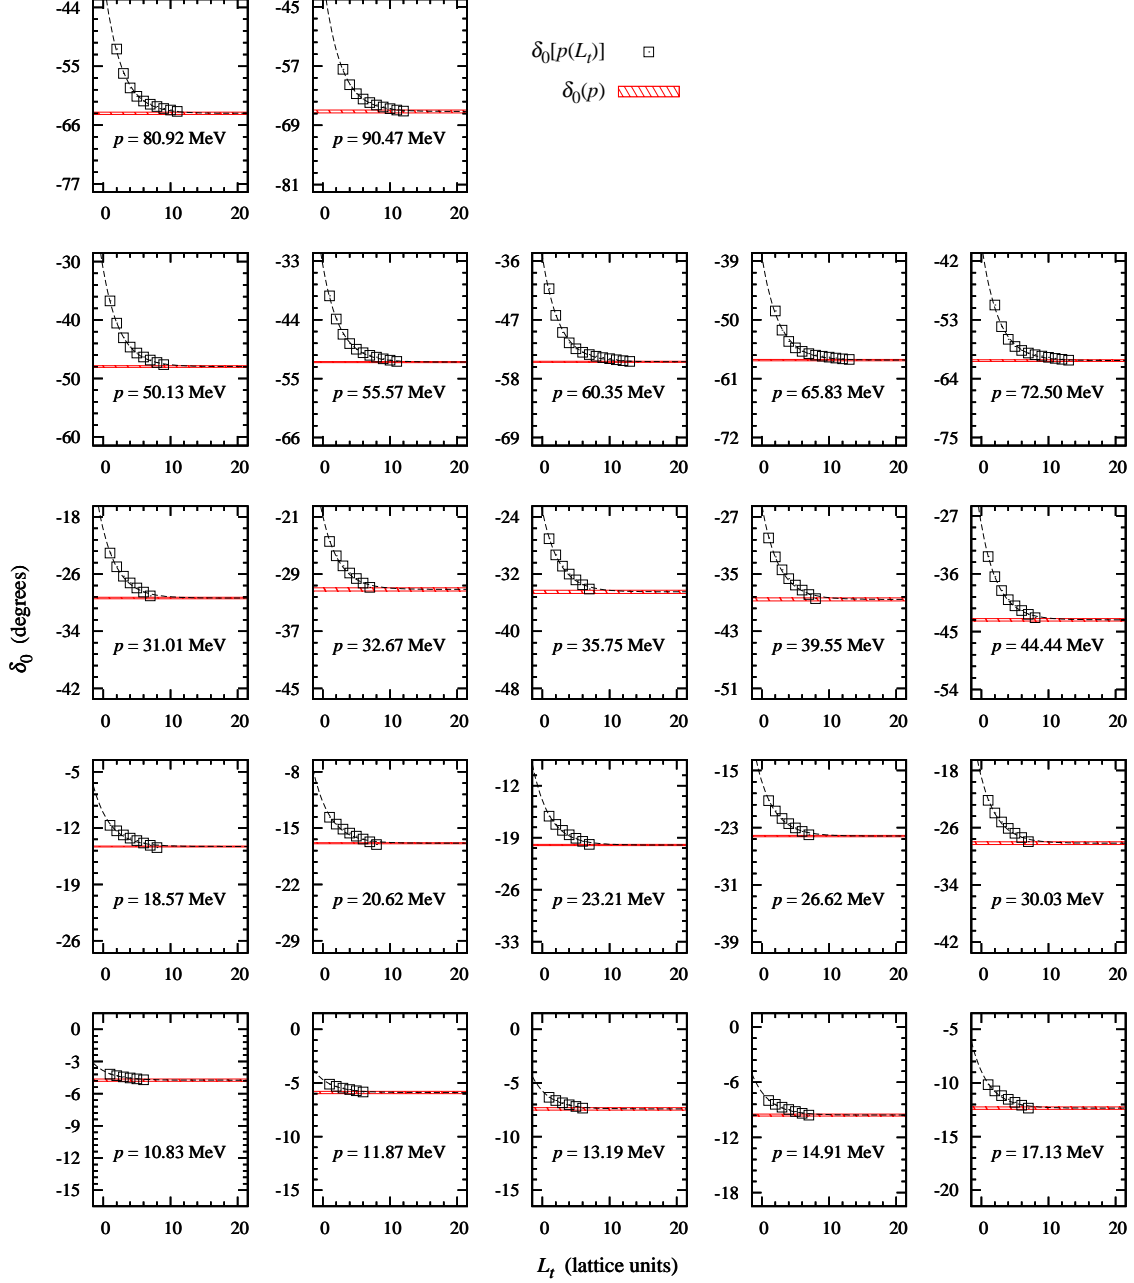 -44
-55
-66
-77
p = 80.92 MeV
0 10 20
-45
-57
-69
-81
p = 90.47 MeV
0 10 20
δ0[p(Lt)]
δ0(p)
-30
-40
-50
-60
p = 50.13 MeV
0 10 20
-33
-44
-55
-66
p = 55.57 MeV
0 10 20
-36
-47
-58
-69
p = 60.35 MeV
0 10 20
-39
-50
-61
-72
p = 65.83 MeV
0 10 20
-42
-53
-64
-75
p = 72.50 MeV
0 10 20
δ0 (degrees)
-18
-26
-34
-42
p = 31.01 MeV
0 10 20
-21
-29
-37
-45
p = 32.67 MeV
0 10 20
-24
-32
-40
-48
p = 35.75 MeV
0 10 20
-27
-35
-43
-51
p = 39.55 MeV
0 10 20
-27
-36
-45
-54
p = 44.44 MeV
0 10 20
-5
-12
-19
-26
p = 18.57 MeV
0 10 20
-8
-15
-22
-29
p = 20.62 MeV
0 10 20
-12
-19
-26
-33
p = 23.21 MeV
0 10 20
-15
-23
-31
-39
p = 26.62 MeV
0 10 20
-18
-26
-34
-42
p = 30.03 MeV
0 10 20
0
-3
-6
-9
-12
-15
p = 10.83 MeV
0 10 20
0
-5
-10
-15
p = 11.87 MeV
0 10 20
0
-5
-10
-15
p = 13.19 MeV
0 10 20
0
-6
-12
-18
p = 14.91 MeV
0 10 20
-5
-10
-15
-20
p = 17.13 MeV
0 10 20
Lt (lattice units)